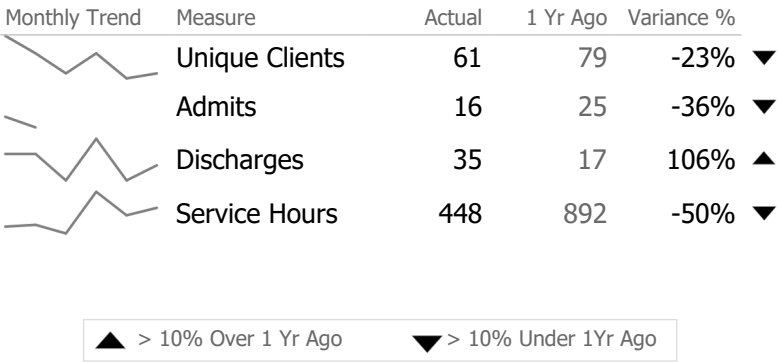 Monthly Trend Measure Actual 1 Yr Ago Variance %
Unique Clients 61 79 -23% ▼
Admits 16 25 -36% ▼
Discharges 35 17 106% ▲
Service Hours 448 892 -50% ▼
▲ > 10% Over 1 Yr Ago ▼ > 10% Under 1Yr Ago